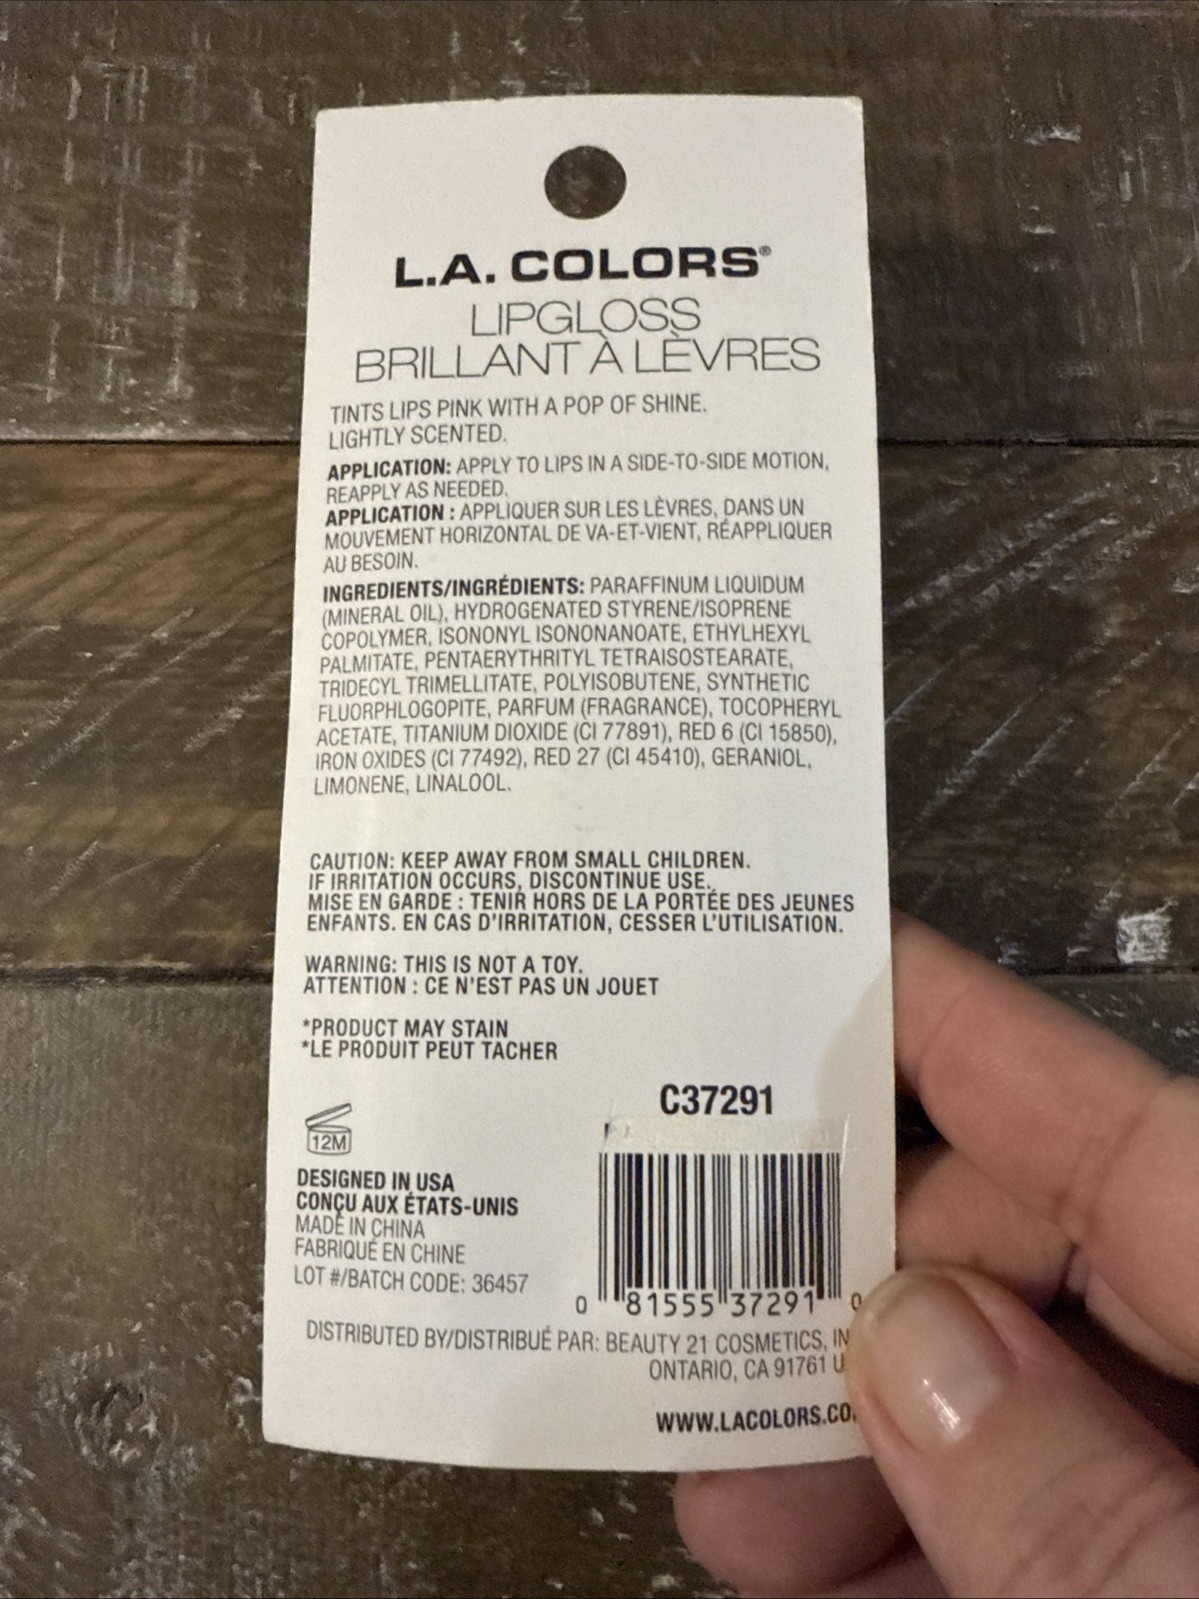 L.A. COLORS®
LIPGLOSS
BRILLANT À LÈVRES
TINTS LIPS PINK WITH A POP OF SHINE.
LIGHTLY SCENTED.
APPLICATION: APPLY TO LIPS IN A SIDE-TO-SIDE MOTION,
REAPPLY AS NEEDED.
APPLICATION : APPLIQUER SUR LES LÈVRES, DANS UN
MOUVEMENT HORIZONTAL DE VA-ET-VIENT, RÉAPPLIQUER
AU BESOIN.
INGREDIENTS/INGRÉDIENTS: PARAFFINUM LIQUIDUM
(MINERAL OIL), HYDROGENATED STYRENE/ISOPRENE
COPOLYMER, ISONONYL ISONONANOATE, ETHYLHEXYL
PALMITATE, PENTAERYTHRITYL TETRAISOSTEARATE,
TRIDECYL TRIMELLITATE, POLYISOBUTENE, SYNTHETIC
FLUORPHLOGOPITE, PARFUM (FRAGRANCE), TOCOPHERYL
ACETATE, TITANIUM DIOXIDE (CI 77891), RED 6 (CI 15850),
IRON OXIDES (CI 77492), RED 27 (CI 45410), GERANIOL,
LIMONENE, LINALOOL.
CAUTION: KEEP AWAY FROM SMALL CHILDREN.
IF IRRITATION OCCURS, DISCONTINUE USE.
MISE EN GARDE : TENIR HORS DE LA PORTÉE DES JEUNES
ENFANTS. EN CAS D'IRRITATION, CESSER L'UTILISATION.
WARNING: THIS IS NOT A TOY.
ATTENTION : CE N'EST PAS UN JOUET
*PRODUCT MAY STAIN
*LE PRODUIT PEUT TACHER
C37291
12M
DESIGNED IN USA
CONÇU AUX ÉTATS-UNIS
MADE IN CHINA
FABRIQUÉ EN CHINE
LOT #/BATCH CODE: 36457
0 81555 37291 0
DISTRIBUTED BY/DISTRIBUÉ PAR: BEAUTY 21 COSMETICS, IN
ONTARIO, CA 91761 U
WWW.LACOLORS.CO